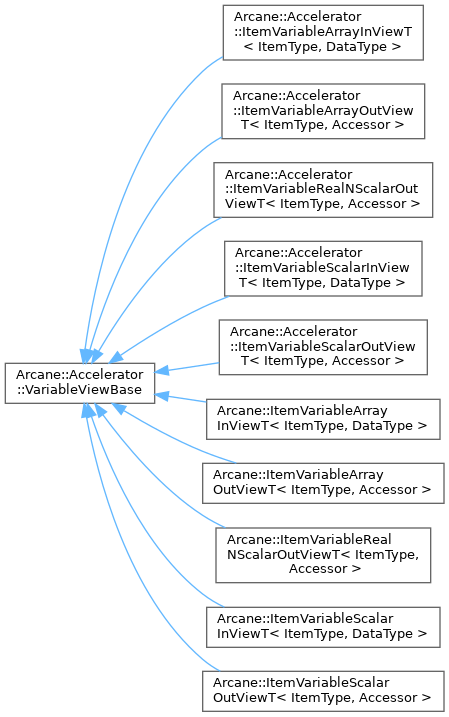 Arcane::Accelerator
::ItemVariableArrayInViewT
< ItemType, DataType >
Arcane::Accelerator
::ItemVariableArrayOutView
T< ItemType, Accessor >
Arcane::Accelerator
::ItemVariableRealNScalarOut
ViewT< ItemType, Accessor >
Arcane::Accelerator
::ItemVariableScalarInView
T< ItemType, DataType >
Arcane::Accelerator
::ItemVariableScalarOutView
T< ItemType, Accessor >
Arcane::Accelerator
::VariableViewBase
Arcane::ItemVariableArray
InViewT< ItemType, DataType >
Arcane::ItemVariableArray
OutViewT< ItemType, Accessor >
Arcane::ItemVariableReal
NScalarOutViewT< ItemType,
Accessor >
Arcane::ItemVariableScalar
InViewT< ItemType, DataType >
Arcane::ItemVariableScalar
OutViewT< ItemType, Accessor >